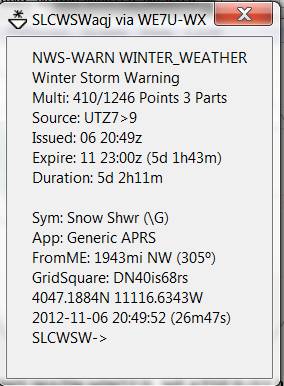 SLCWSWaqj via WE7U-WX
NWS-WARN WINTER_WEATHER
Winter Storm Warning
Multi: 410/1246 Points 3 Parts
Source: UTZ7>9
Issued: 06 20:49z
Expire: 11 23:00z (5d 1h43m)
Duration: 5d 2h11m
Sym: Snow Shwr (\G)
App: Generic APRS
FromME: 1943mi NW (305º)
GridSquare: DN40is68rs
4047.1884N 11116.6343W
2012-11-06 20:49:52 (26m47s)
SLCWSW->